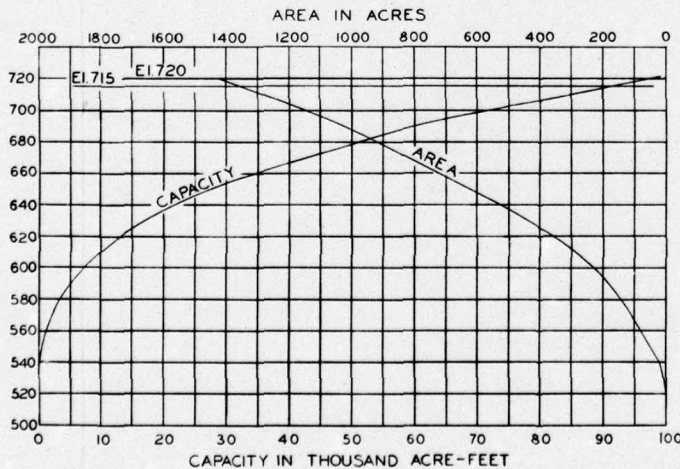 AREA IN ACRES
2000 1800 1600 1400 1200 1000 800 600 400 200 0
720
El.715 El.720
700
680
660
640
620
600
580
560
540
520
500
CAPACITY
AREA
0 10 20 30 40 50 60 70 80 90 100
CAPACITY IN THOUSAND ACRE-FEET